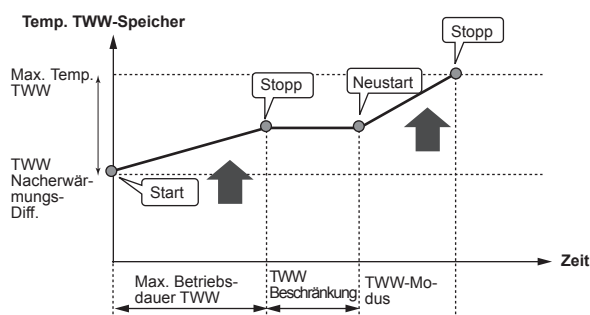 Temp. TWW-Speicher
Stopp
Max. Temp.
TWW
Stopp
Neustart
TWW
Nacherwär-
mungs-
Diff.
Start
Zeit
Max. Betriebs-
dauer TWW
TWW
Beschränkung
TWW-Mo-
dus